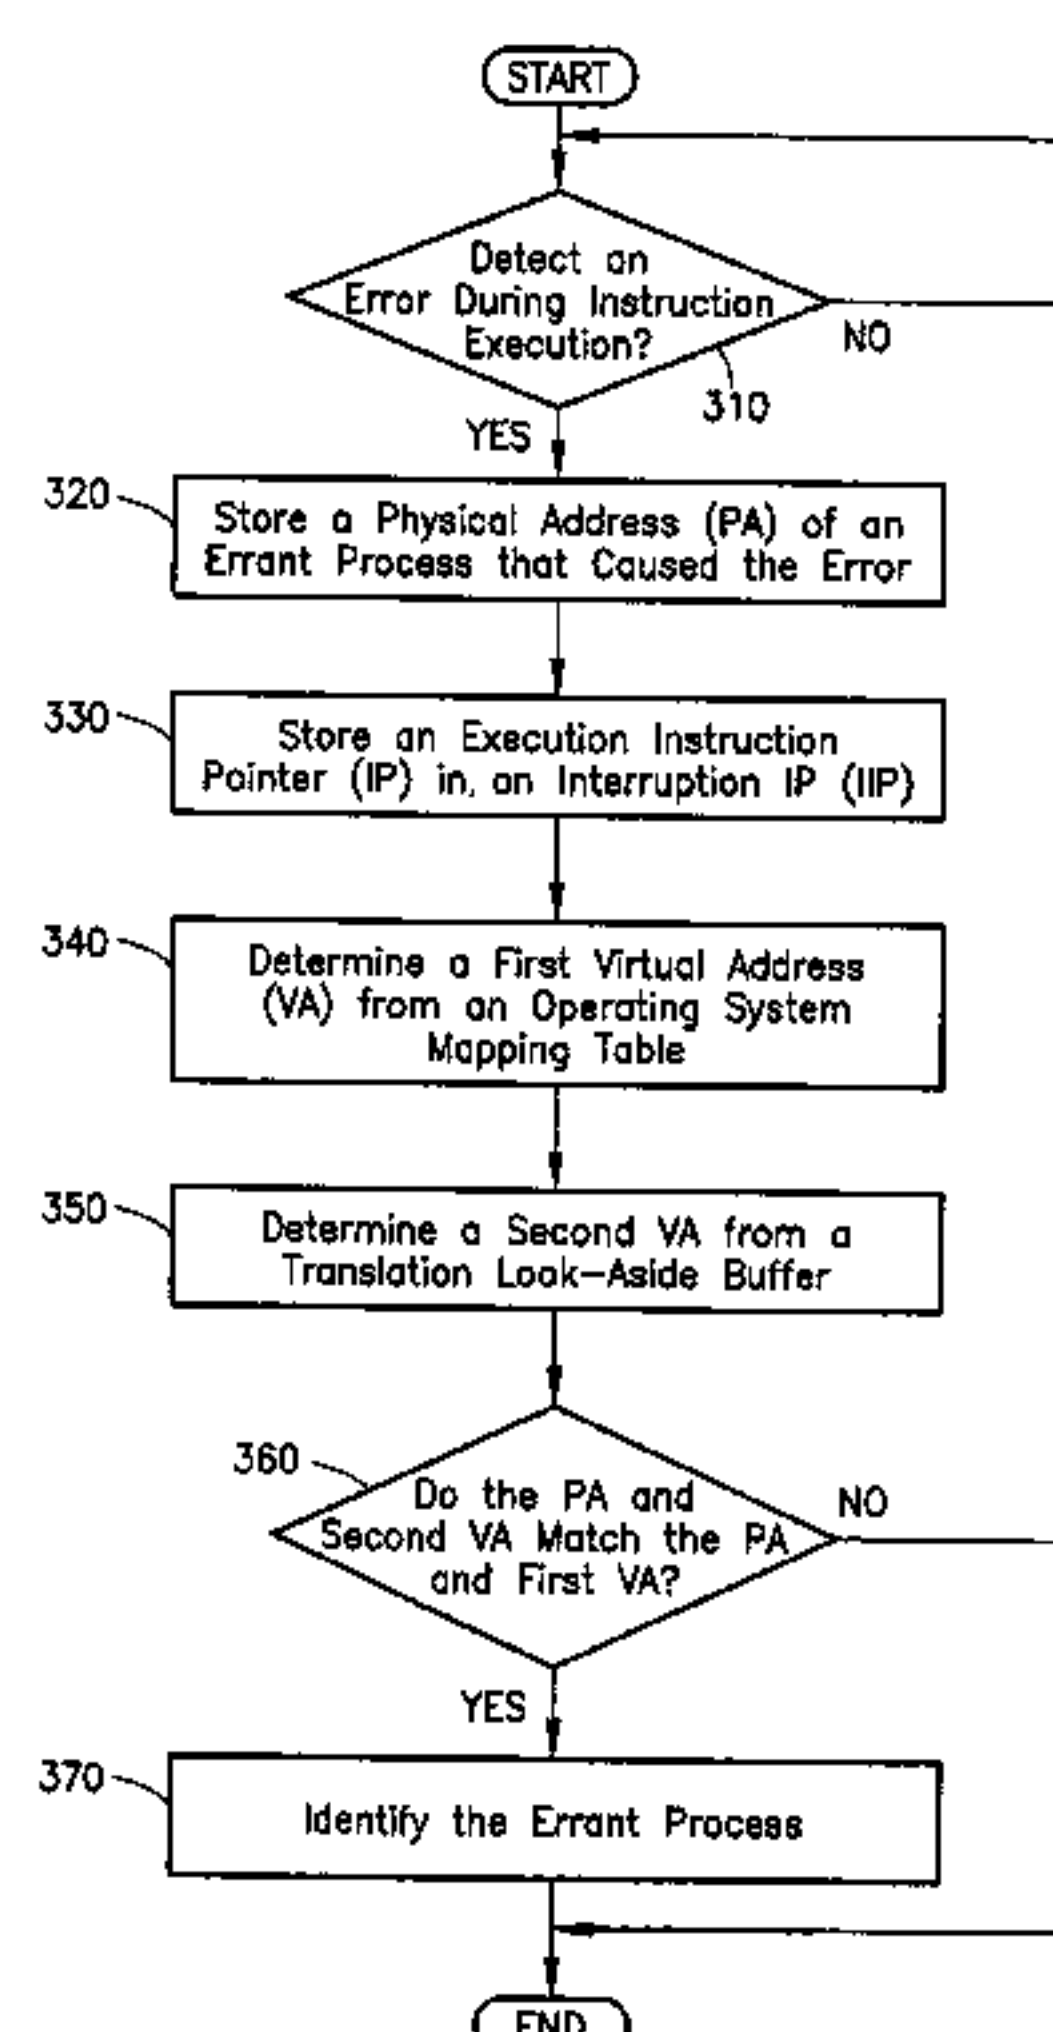 START
Detect an
Error During Instruction
Execution?
NO
310
YES
320
Store a Physical Address (PA) of an
Errant Process that Caused the Error
330
Store an Execution Instruction
Pointer (IP) in an Interruption IP (IIP)
340
Determine a First Virtual Address
(VA) from an Operating System
Mapping Table
350
Determine a Second VA from a
Translation Look-Aside Buffer
360
Do the PA and
Second VA Match the PA
and First VA?
NO
YES
370
Identify the Errant Process
END